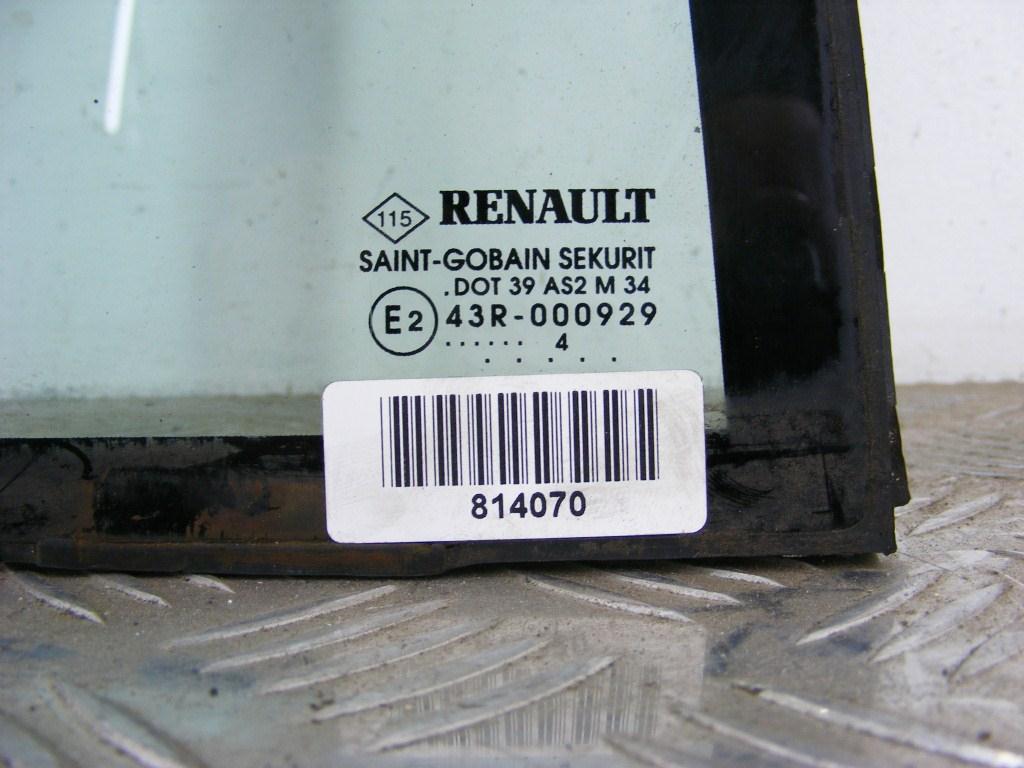 115 RENAULT
SAINT-GOBAIN SEKURIT
.DOT 39 AS2 M 34
E2 43R-000929
...... 4
. . . . .
814070